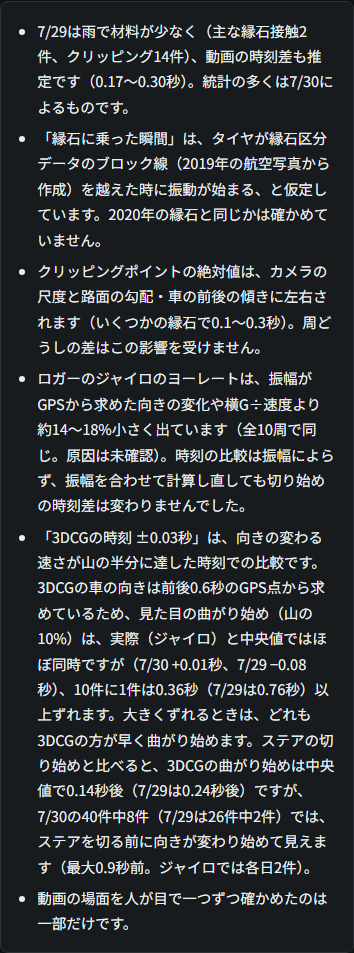 7/29は雨で材料が少なく（主な縁石接触2
件、クリッピング14件）、動画の時刻差も推
定です（0.17〜0.30秒）。統計の多くは7/30に
よるものです。
「縁石に乗った瞬間」は、タイヤが縁石区分
データのブロック線（2019年の航空写真から
作成）を越えた時に振動が始まる、と仮定し
ています。2020年の縁石と同じかは確かめて
いません。
クリッピングポイントの絶対値は、カメラの
尺度と路面の勾配・車の前後の傾きに左右さ
れます（いくつかの縁石で0.1〜0.3秒）。周ど
うしの差はこの影響を受けません。
ロガーのジャイロのヨーレートは、振幅が
GPSから求めた向きの変化や横G÷速度より
約14〜18%小さく出ています（全10周で同
じ。原因は未確認）。時刻の比較は振幅によら
ず、振幅を合わせて計算し直しても切り始め
の時刻差は変わりませんでした。
「3DCGの時刻 ±0.03秒」は、向きの変わる
速さが山の半分に達した時刻での比較です。
3DCGの車の向きは前後0.6秒のGPS点から求
めているため、見た目の曲がり始め（山の
10%）は、実際（ジャイロ）と中央値ではほ
ぼ同時ですが（7/30 +0.01秒、7/29 −0.08
秒）、10件に1件は0.36秒（7/29は0.76秒）以
上ずれます。大きくずれるときは、どれも
3DCGの方が早く曲がり始めます。ステアの切
り始めと比べると、3DCGの曲がり始めは中央
値で0.14秒後（7/29は0.24秒後）ですが、
7/30の40件中8件（7/29は26件中2件）では、
ステアを切る前に向きが変わり始めて見えま
す（最大0.9秒前。ジャイロでは各日2件）。
動画の場面を人が目で一つずつ確かめたのは
一部だけです。